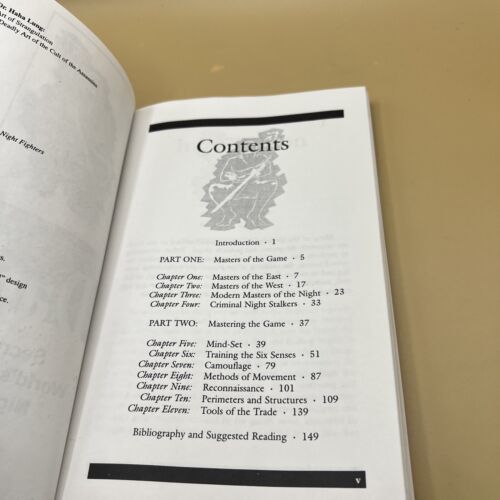 Dr. Haha Lung:
Art of Strangulation
Deadly Art of the Cult of the Assassins
Night Fighters
s.
" design
ce.
Contents
Introduction • 1
PART ONE: Masters of the Game • 5
Chapter One: Masters of the East • 7
Chapter Two: Masters of the West • 17
Chapter Three: Modern Masters of the Night • 23
Chapter Four: Criminal Night Stalkers • 33
PART TWO: Mastering the Game • 37
Chapter Five: Mind-Set • 39
Chapter Six: Training the Six Senses • 51
Chapter Seven: Camouflage • 79
Chapter Eight: Methods of Movement • 87
Chapter Nine: Reconnaissance • 101
Chapter Ten: Perimeters and Structures • 109
Chapter Eleven: Tools of the Trade • 139
Bibliography and Suggested Reading • 149
v